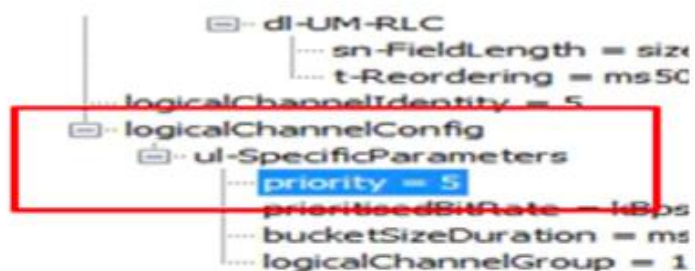 dl-UM-RLC
sn-FieldLength = size
t-Reordering = ms50
logicalChannelIdentity = 5
logicalChannelConfig
ul-SpecificParameters
priority = 5
prioritisedBitRate = kBps
bucketSizeDuration = ms
logicalChannelGroup = 1